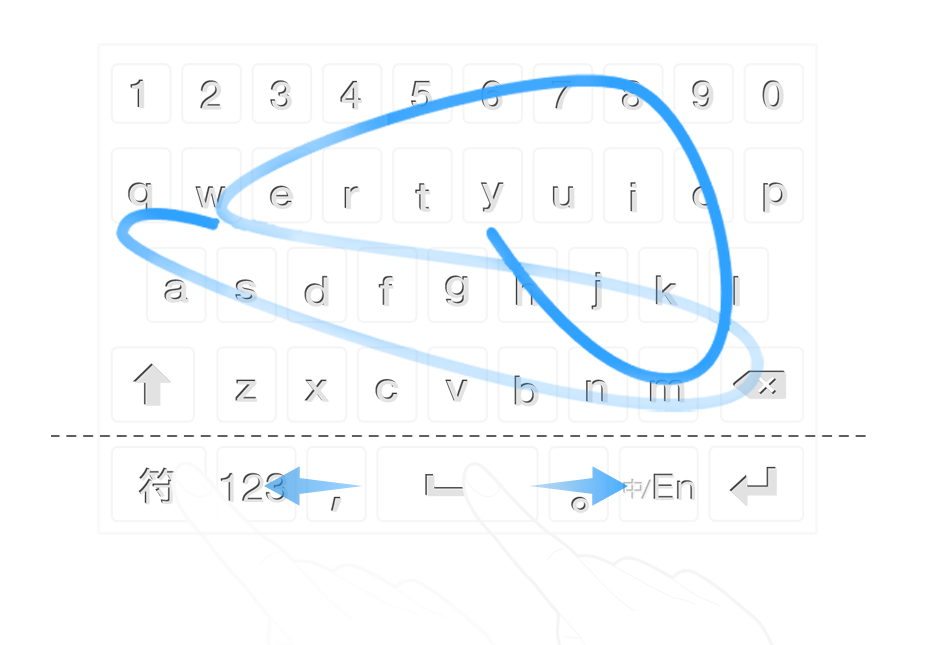 1 2 3 4 5 6 7 8 9 0
q w e r t y u i o p
a s d f g h j k l
z x c v b n m
符 123 , 。 中/En